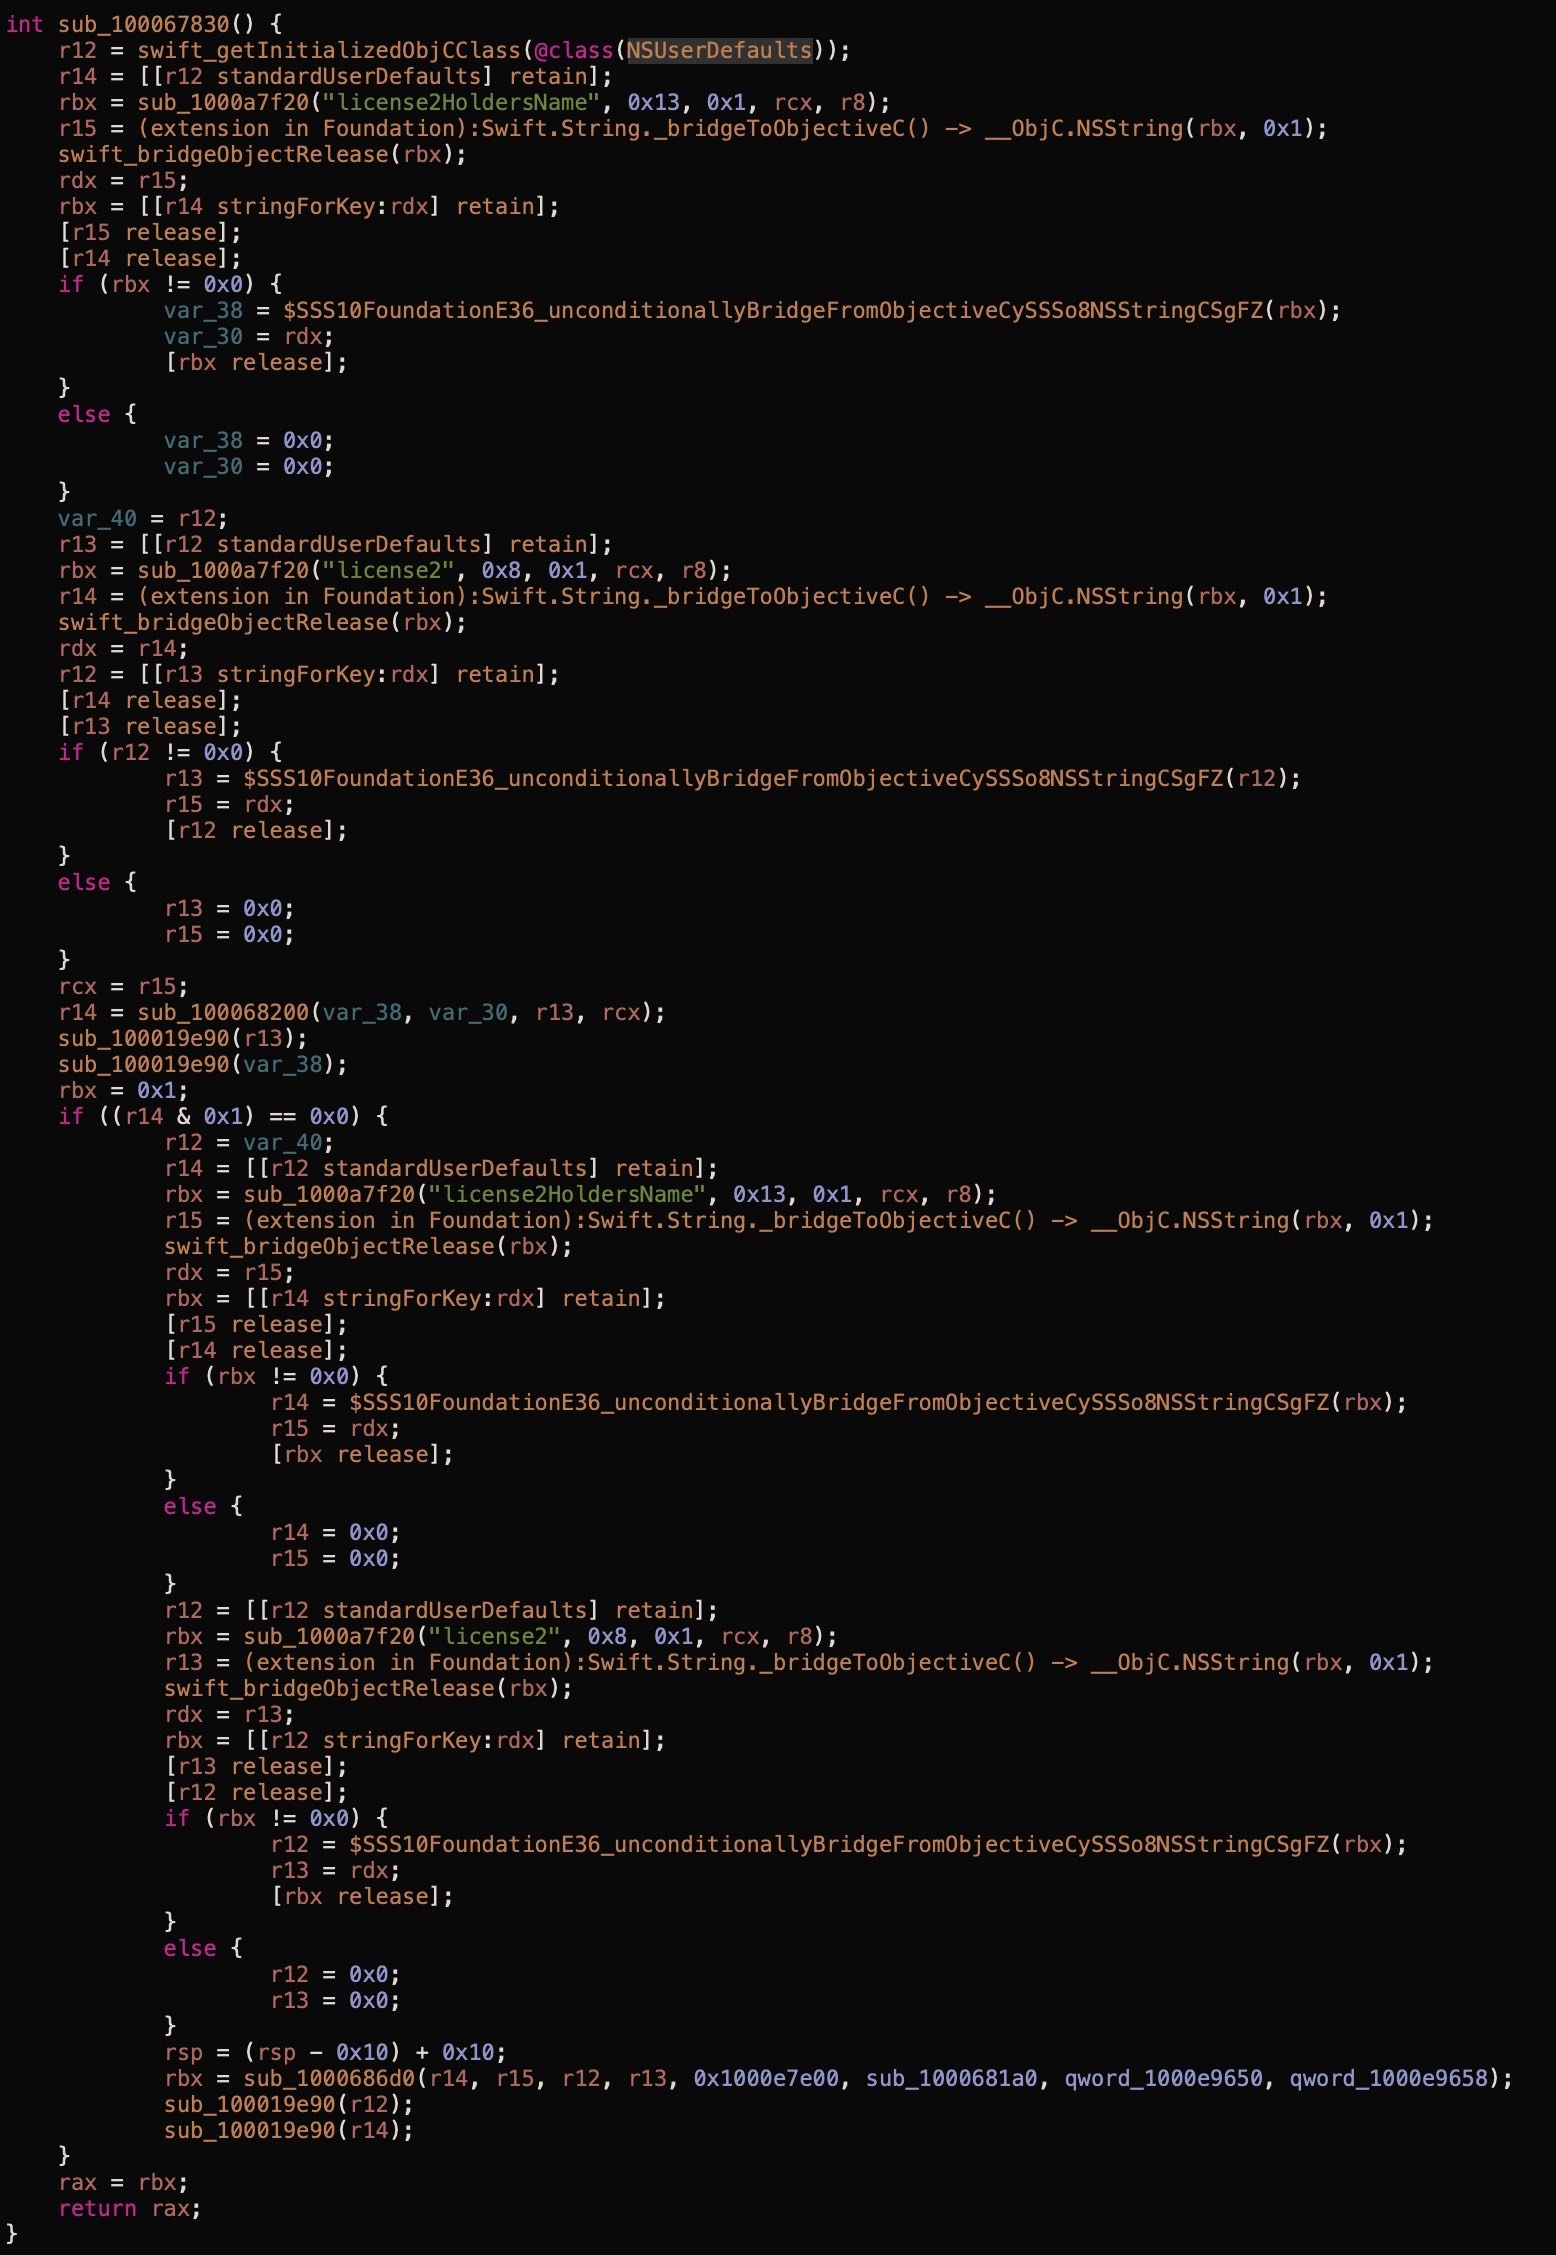 int sub_100067830() {
    r12 = swift_getInitializedObjCClass(@class(NSUserDefaults));
    r14 = [[r12 standardUserDefaults] retain];
    rbx = sub_1000a7f20("license2HoldersName", 0x13, 0x1, rcx, r8);
    r15 = (extension in Foundation):Swift.String._bridgeToObjectiveC() -> __ObjC.NSString(rbx, 0x1);
    swift_bridgeObjectRelease(rbx);
    rdx = r15;
    rbx = [[r14 stringForKey:rdx] retain];
    [r15 release];
    [r14 release];
    if (rbx != 0x0) {
            var_38 = $SSS10FoundationE36_unconditionallyBridgeFromObjectiveCySSSo8NSStringCSgFZ(rbx);
            var_30 = rdx;
            [rbx release];
    }
    else {
            var_38 = 0x0;
            var_30 = 0x0;
    }
    var_40 = r12;
    r13 = [[r12 standardUserDefaults] retain];
    rbx = sub_1000a7f20("license2", 0x8, 0x1, rcx, r8);
    r14 = (extension in Foundation):Swift.String._bridgeToObjectiveC() -> __ObjC.NSString(rbx, 0x1);
    swift_bridgeObjectRelease(rbx);
    rdx = r14;
    r12 = [[r13 stringForKey:rdx] retain];
    [r14 release];
    [r13 release];
    if (r12 != 0x0) {
            r13 = $SSS10FoundationE36_unconditionallyBridgeFromObjectiveCySSSo8NSStringCSgFZ(r12);
            r15 = rdx;
            [r12 release];
    }
    else {
            r13 = 0x0;
            r15 = 0x0;
    }
    rcx = r15;
    r14 = sub_100068200(var_38, var_30, r13, rcx);
    sub_100019e90(r13);
    sub_100019e90(var_38);
    rbx = 0x1;
    if ((r14 & 0x1) == 0x0) {
            r12 = var_40;
            r14 = [[r12 standardUserDefaults] retain];
            rbx = sub_1000a7f20("license2HoldersName", 0x13, 0x1, rcx, r8);
            r15 = (extension in Foundation):Swift.String._bridgeToObjectiveC() -> __ObjC.NSString(rbx, 0x1);
            swift_bridgeObjectRelease(rbx);
            rdx = r15;
            rbx = [[r14 stringForKey:rdx] retain];
            [r15 release];
            [r14 release];
            if (rbx != 0x0) {
                    r14 = $SSS10FoundationE36_unconditionallyBridgeFromObjectiveCySSSo8NSStringCSgFZ(rbx);
                    r15 = rdx;
                    [rbx release];
            }
            else {
                    r14 = 0x0;
                    r15 = 0x0;
            }
            r12 = [[r12 standardUserDefaults] retain];
            rbx = sub_1000a7f20("license2", 0x8, 0x1, rcx, r8);
            r13 = (extension in Foundation):Swift.String._bridgeToObjectiveC() -> __ObjC.NSString(rbx, 0x1);
            swift_bridgeObjectRelease(rbx);
            rdx = r13;
            rbx = [[r12 stringForKey:rdx] retain];
            [r13 release];
            [r12 release];
            if (rbx != 0x0) {
                    r12 = $SSS10FoundationE36_unconditionallyBridgeFromObjectiveCySSSo8NSStringCSgFZ(rbx);
                    r13 = rdx;
                    [rbx release];
            }
            else {
                    r12 = 0x0;
                    r13 = 0x0;
            }
            rsp = (rsp - 0x10) + 0x10;
            rbx = sub_1000686d0(r14, r15, r12, r13, 0x1000e7e00, sub_1000681a0, qword_1000e9650, qword_1000e9658);
            sub_100019e90(r12);
            sub_100019e90(r14);
    }
    rax = rbx;
    return rax;
}